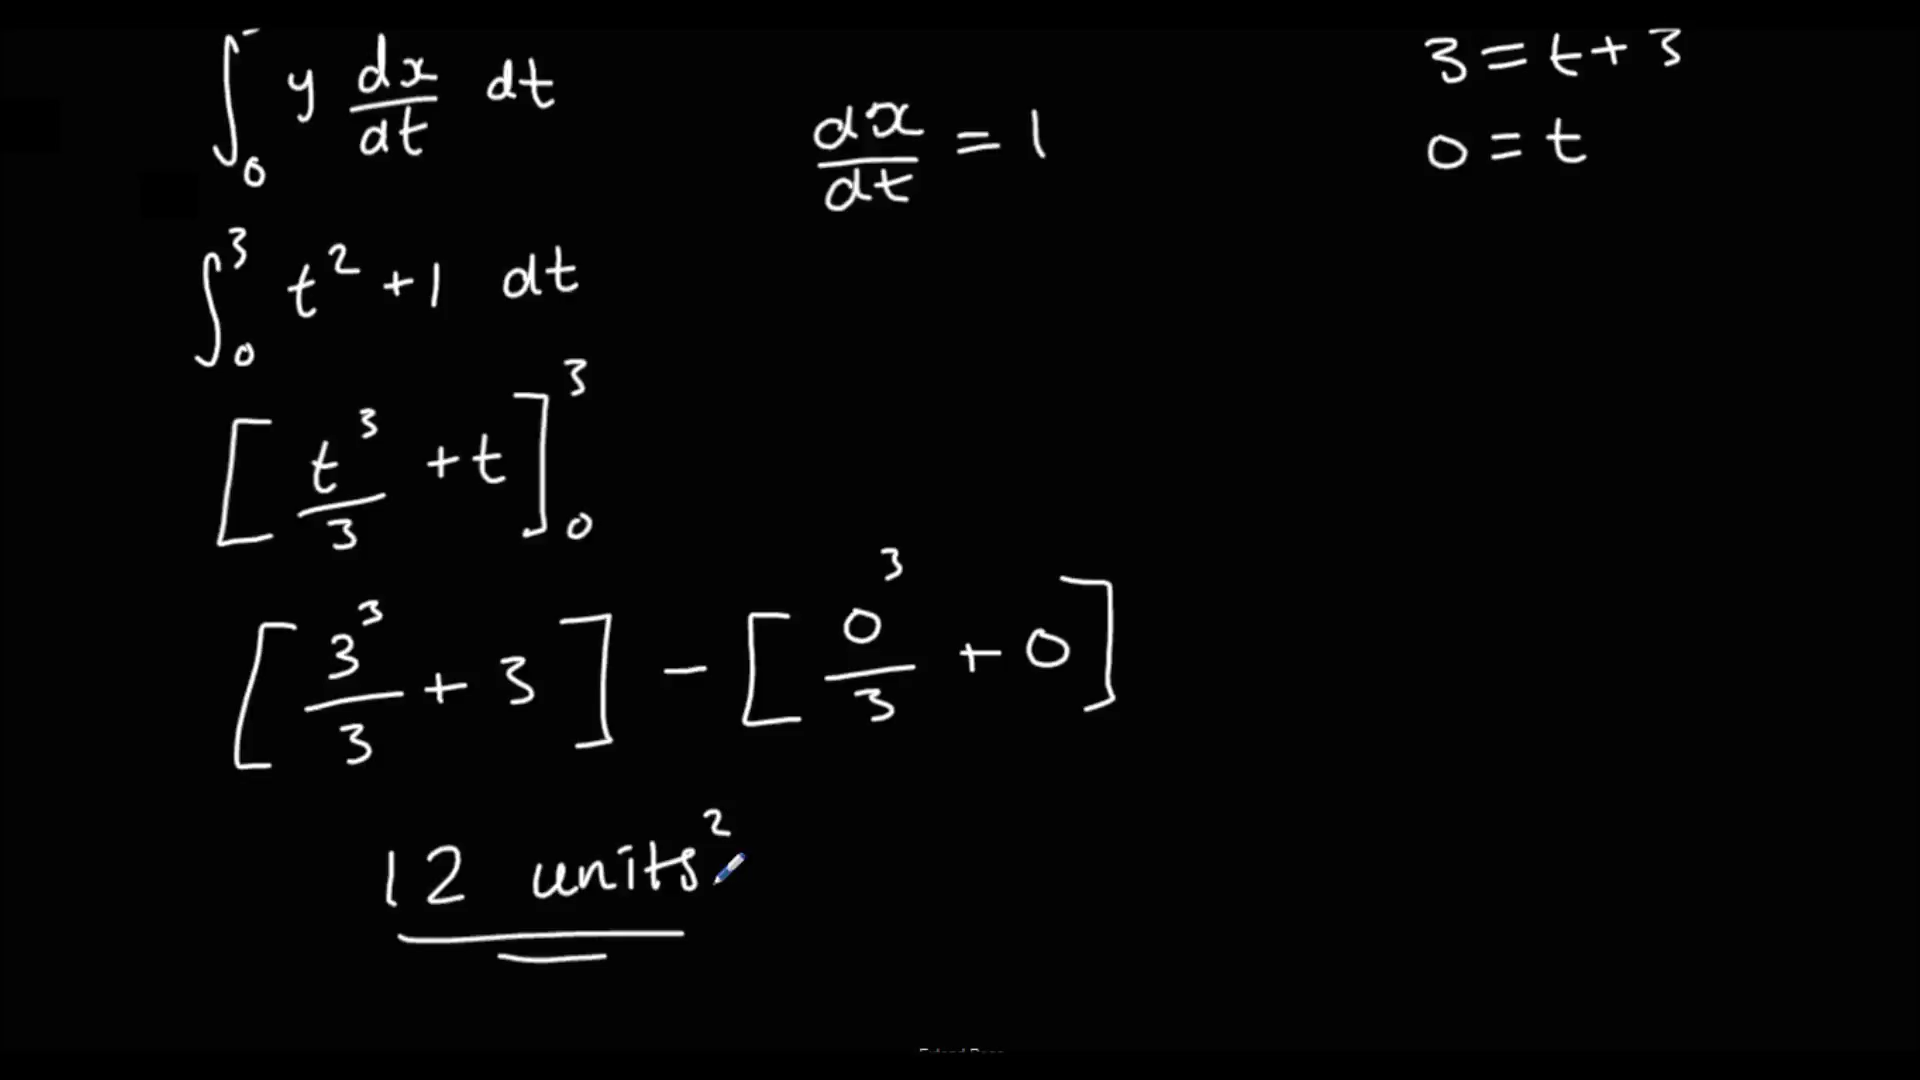 ∫₀ y dx/dt dt
dx/dt = 1
3 = t + 3
0 = t
∫₀³ t² + 1 dt
[t³/3 + t]₀³
[3³/3 + 3] - [0³/3 + 0]
12 units²